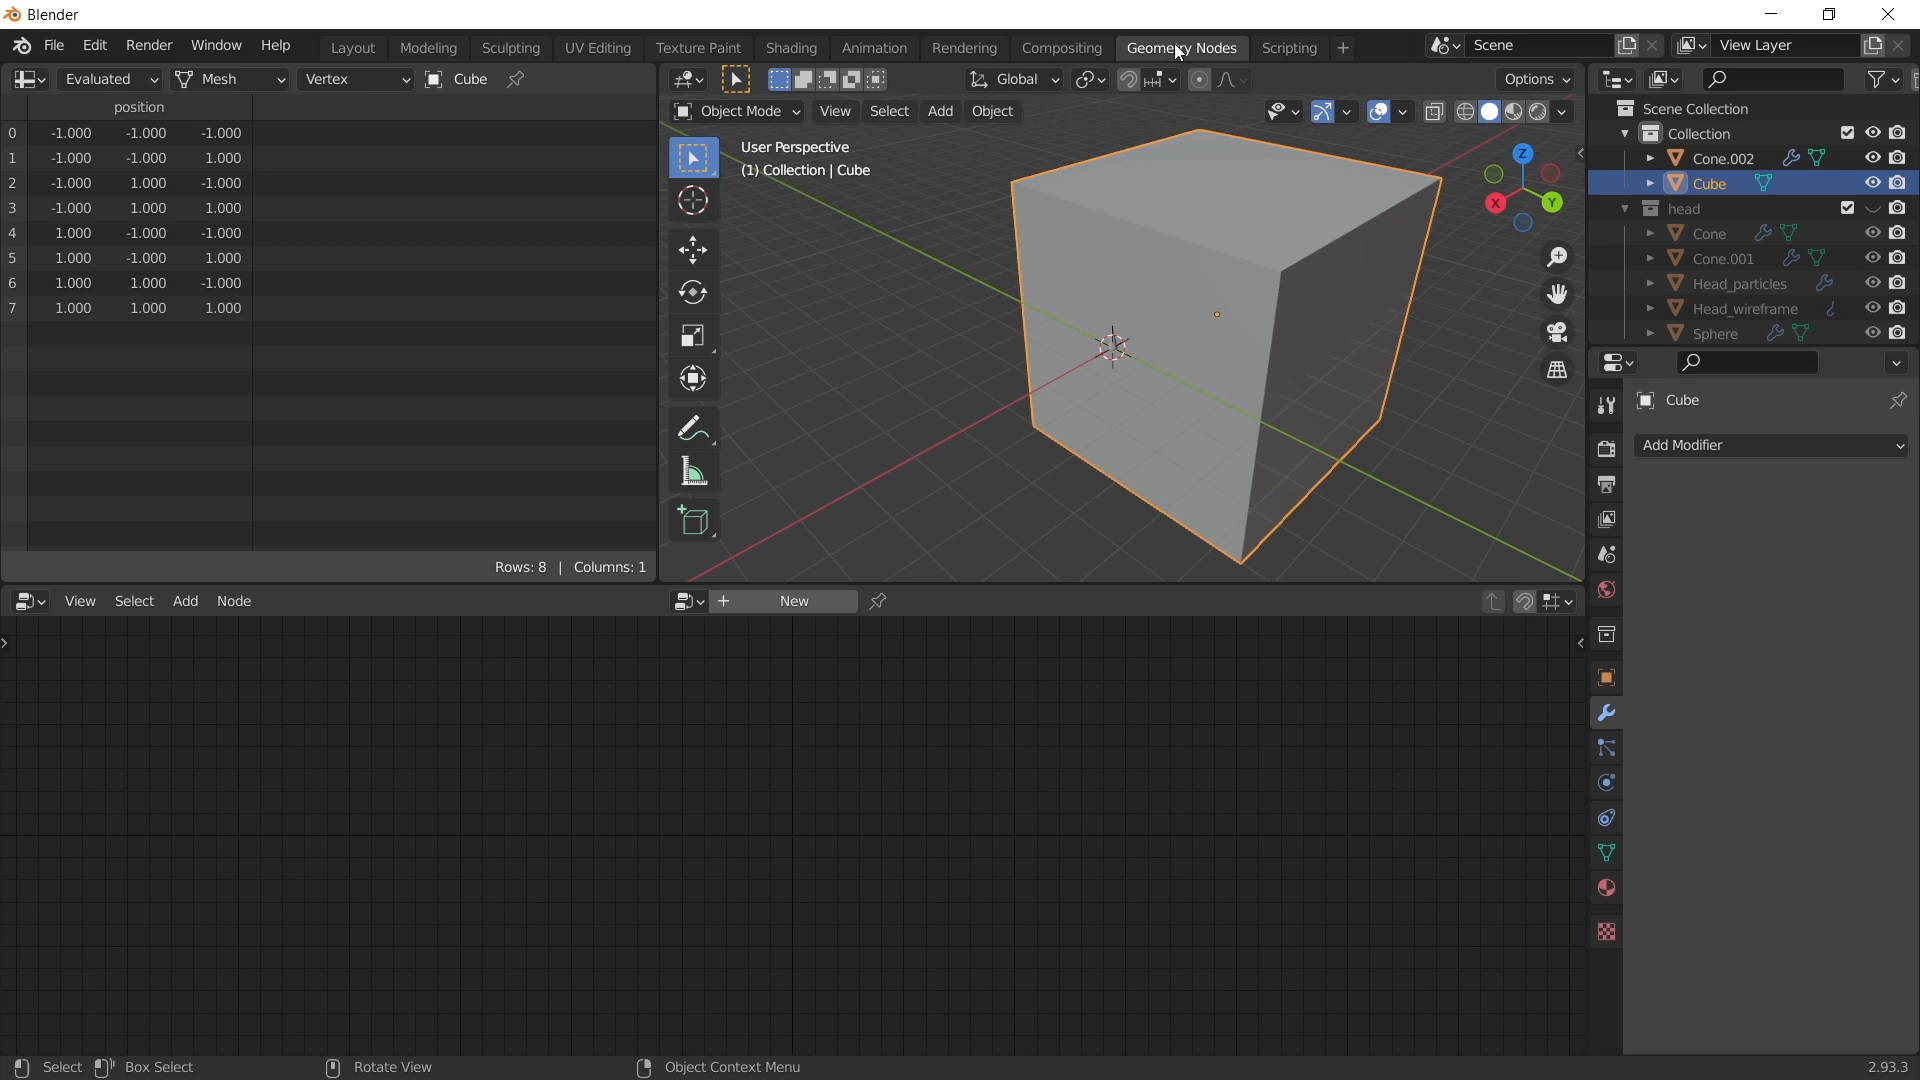 Blender
File Edit Render Window Help Layout Modeling Sculpting UV Editing Texture Paint Shading Animation Rendering Compositing Geometry Nodes Scripting + Scene View Layer
Evaluated Mesh Vertex Cube
Global Options
Object Mode View Select Add Object
position
0 -1.000 -1.000 -1.000
1 -1.000 -1.000 1.000
2 -1.000 1.000 -1.000
3 -1.000 1.000 1.000
4 1.000 -1.000 -1.000
5 1.000 -1.000 1.000
6 1.000 1.000 -1.000
7 1.000 1.000 1.000
Rows: 8 | Columns: 1
User Perspective
(1) Collection | Cube
Z
X Y
Scene Collection
Collection
Cone.002
Cube
head
Cone
Cone.001
Head_particles
Head_wireframe
Sphere
Cube
Add Modifier
View Select Add Node + New
Select Box Select Rotate View Object Context Menu 2.93.3